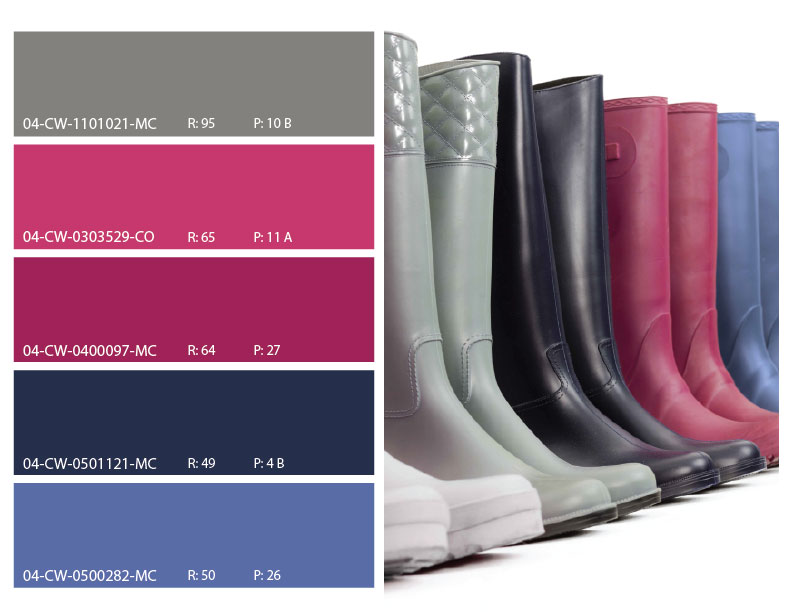 04-CW-1101021-MC R: 95 P: 10 B
04-CW-0303529-CO R: 65 P: 11 A
04-CW-0400097-MC R: 64 P: 27
04-CW-0501121-MC R: 49 P: 4 B
04-CW-0500282-MC R: 50 P: 26